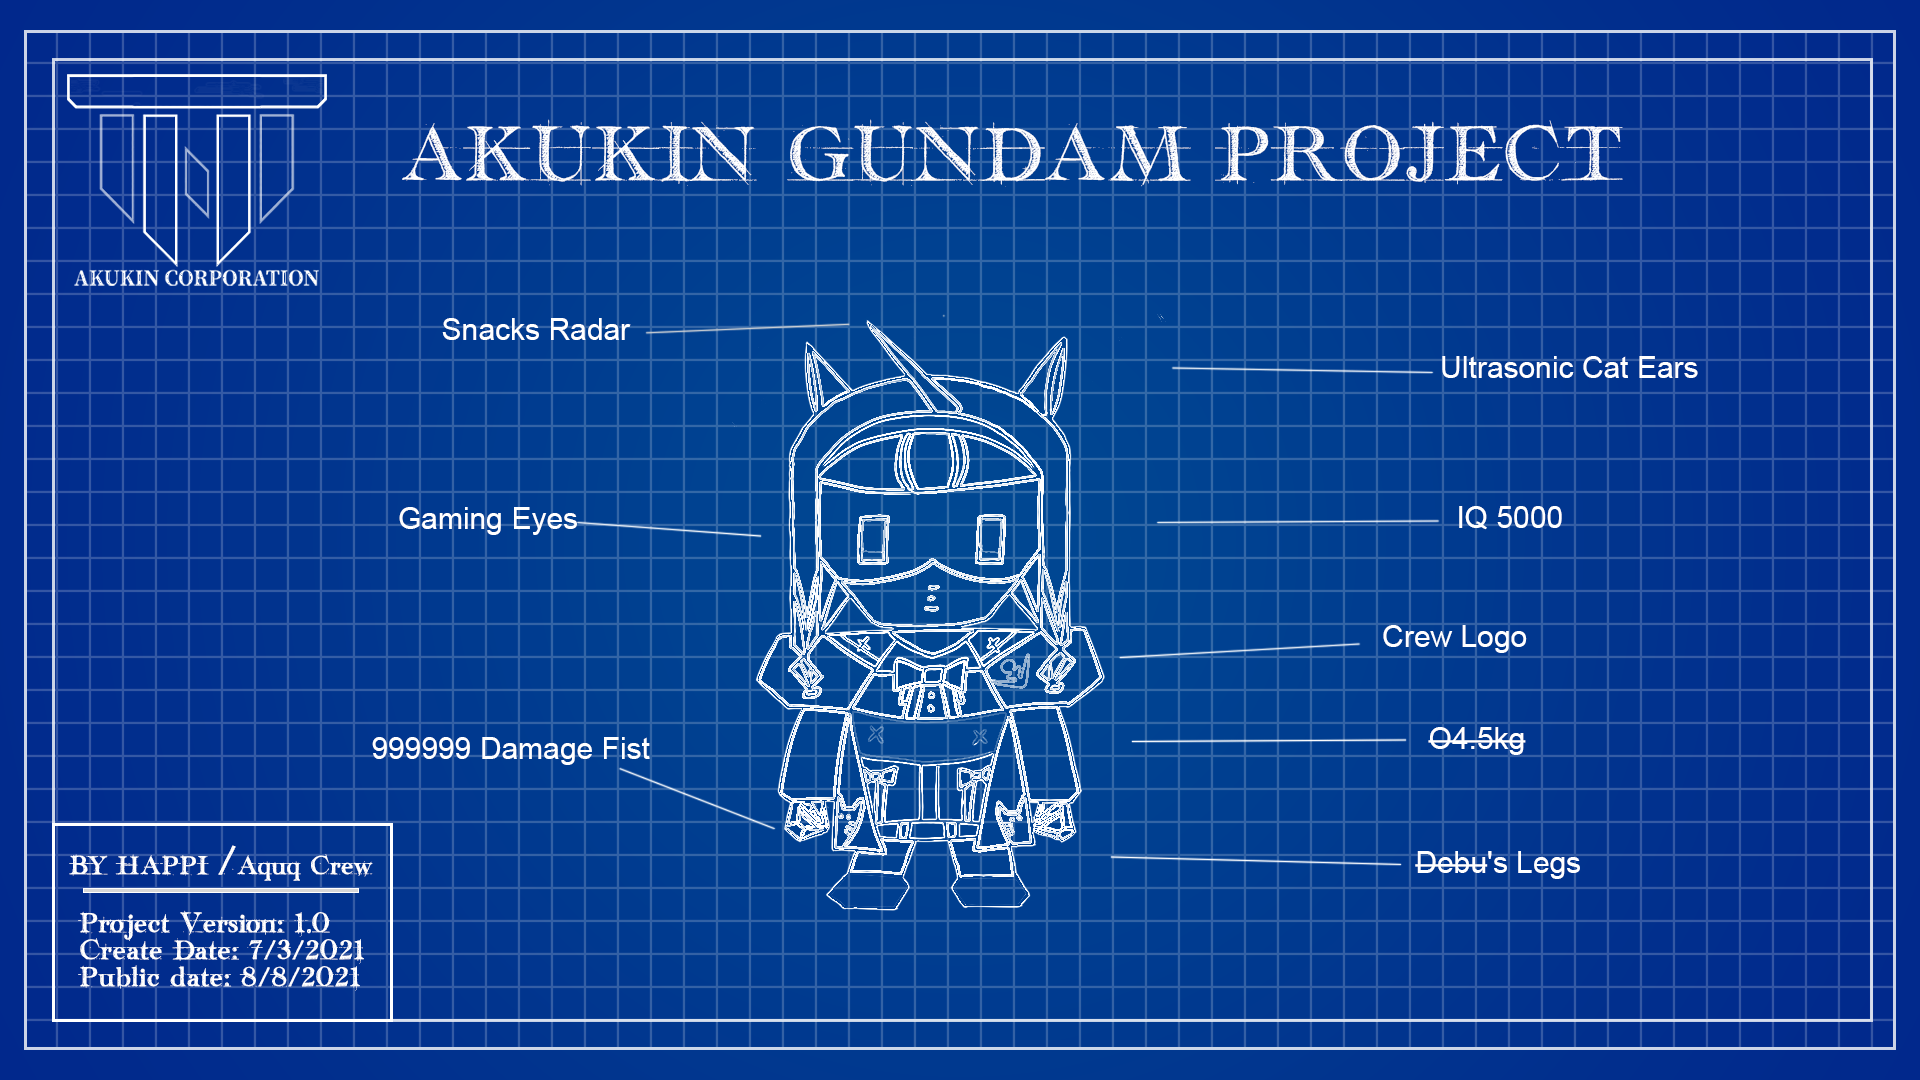 AKUKIN GUNDAM PROJECT
AKUKIN CORPORATION
Snacks Radar
Ultrasonic Cat Ears
Gaming Eyes
IQ 5000
Crew Logo
999999 Damage Fist
O4.5kg
Debu's Legs
BY HAPPI / Aquq Crew
Project Version: 1.0
Create Date: 7/3/2021
Public date: 8/8/2021